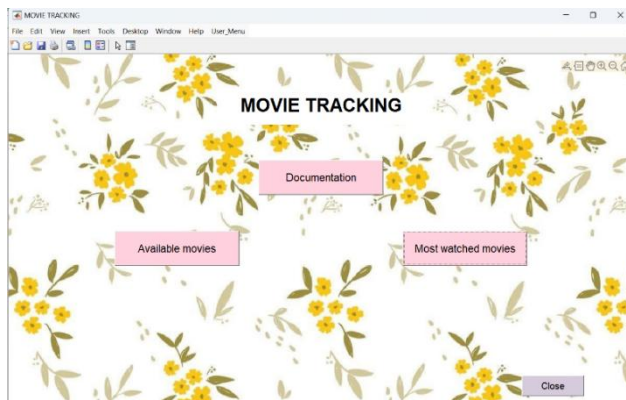 MOVIE TRACKING
File Edit View Insert Tools Desktop Window Help User_Menu
MOVIE TRACKING
Documentation
Available movies
Most watched movies
Close